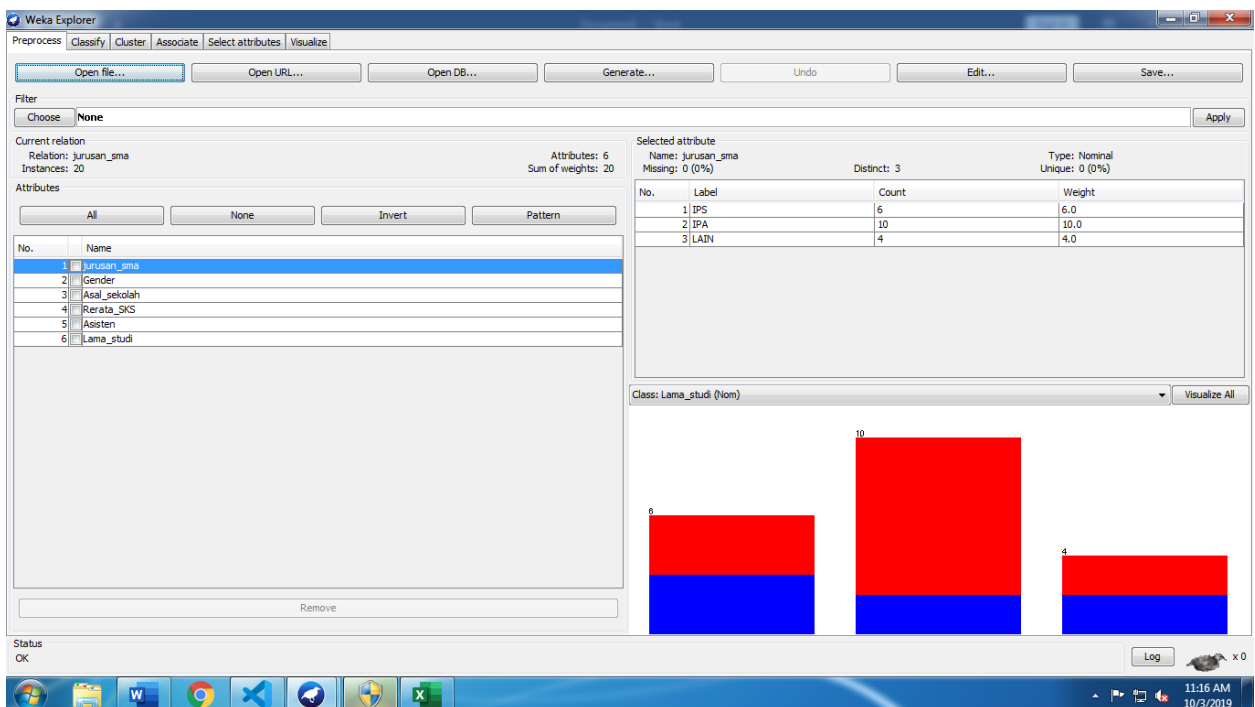 Weka Explorer
Preprocess Classify Cluster Associate Select attributes Visualize
Open file... Open URL... Open DB... Generate... Undo Edit... Save...
Filter
Choose None Apply
Current relation
Relation: jurusan_sma Attributes: 6
Instances: 20 Sum of weights: 20
Selected attribute
Name: jurusan_sma Type: Nominal
Missing: 0 (0%) Distinct: 3 Unique: 0 (0%)
Attributes
All None Invert Pattern
No. Name
1 jurusan_sma
2 Gender
3 Asal_sekolah
4 Rerata_SKS
5 Asisten
6 Lama_studi
Remove
No. Label Count Weight
1 IPS 6 6.0
2 IPA 10 10.0
3 LAIN 4 4.0
Class: Lama_studi (Nom) Visualize All
6
10
4
Status
OK
Log x 0
W X
11:16 AM
10/3/2019